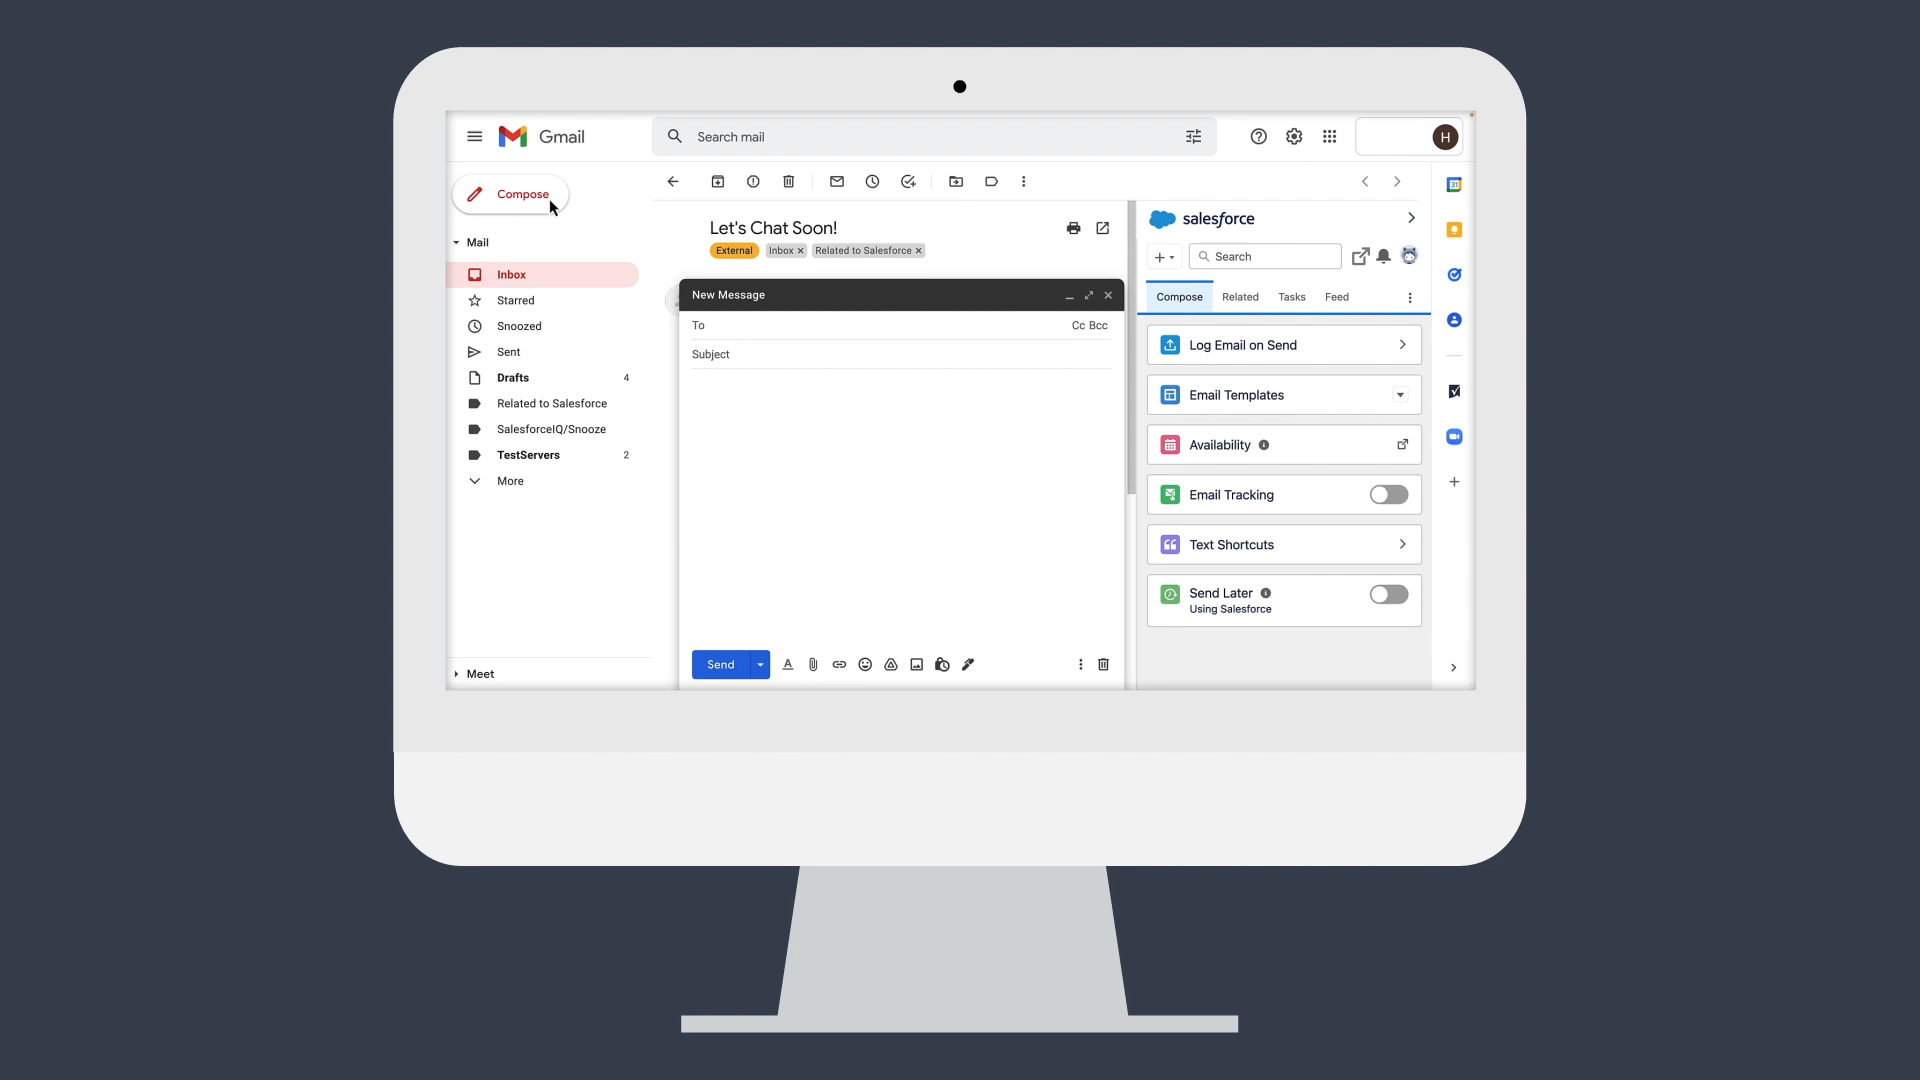 Gmail
Search mail
H
Compose
Mail
Inbox
Starred
Snoozed
Sent
Drafts 4
Related to Salesforce
SalesforceIQ/Snooze
TestServers 2
More
Meet
Let's Chat Soon!
External Inbox × Related to Salesforce ×
New Message
To Cc Bcc
Subject
Send
salesforce
Search
Compose Related Tasks Feed
Log Email on Send
Email Templates
Availability
Email Tracking
Text Shortcuts
Send Later
Using Salesforce
31